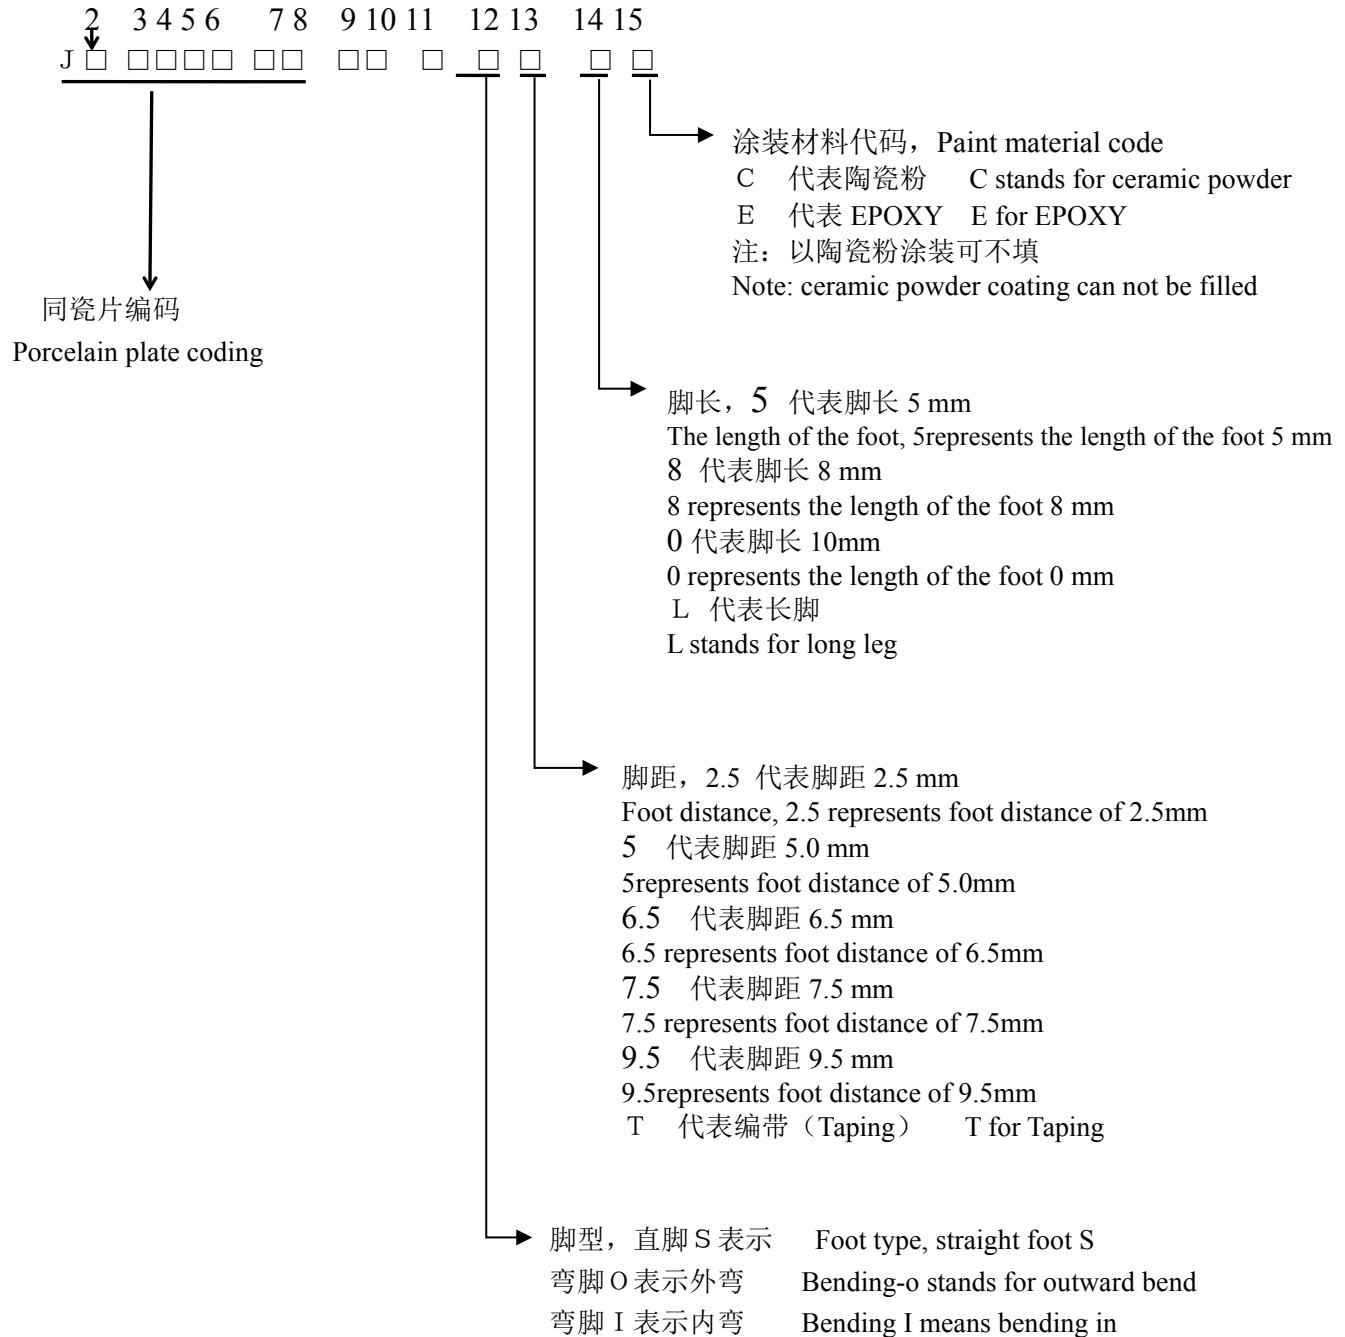 2 3 4 5 6 7 8 9 10 11 12 13 14 15
J □ □□□□ □□ □□ □ □ □ □ □
涂装材料代码，Paint material code
C 代表陶瓷粉 C stands for ceramic powder
E 代表 EPOXY E for EPOXY
注：以陶瓷粉涂装可不填
Note: ceramic powder coating can not be filled
同瓷片编码
Porcelain plate coding
脚长，5 代表脚长 5 mm
The length of the foot, 5represents the length of the foot 5 mm
8 代表脚长 8 mm
8 represents the length of the foot 8 mm
0 代表脚长 10mm
0 represents the length of the foot 0 mm
L 代表长脚
L stands for long leg
脚距，2.5 代表脚距 2.5 mm
Foot distance, 2.5 represents foot distance of 2.5mm
5 代表脚距 5.0 mm
5represents foot distance of 5.0mm
6.5 代表脚距 6.5 mm
6.5 represents foot distance of 6.5mm
7.5 代表脚距 7.5 mm
7.5 represents foot distance of 7.5mm
9.5 代表脚距 9.5 mm
9.5represents foot distance of 9.5mm
T 代表编带（Taping） T for Taping
脚型，直脚 S 表示 Foot type, straight foot S
弯脚 O 表示外弯 Bending-o stands for outward bend
弯脚 I 表示内弯 Bending I means bending in